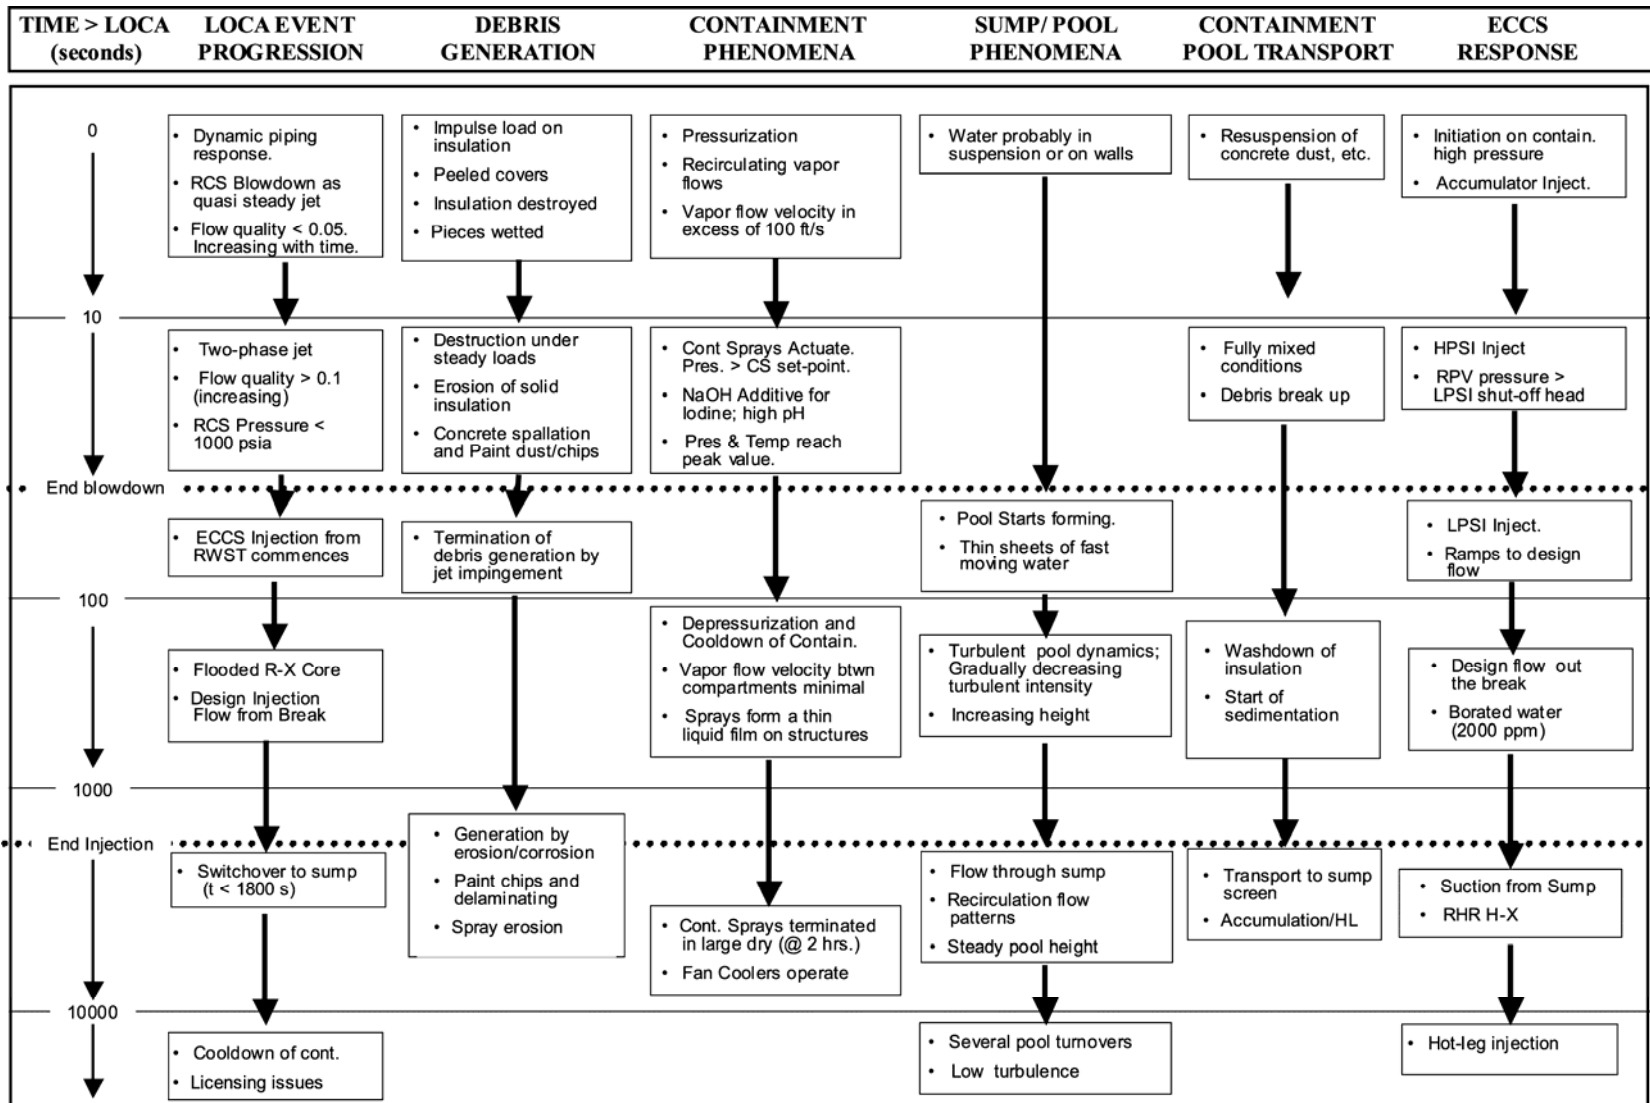 TIME > LOCA
(seconds)
LOCA EVENT
PROGRESSION
DEBRIS
GENERATION
CONTAINMENT
PHENOMENA
SUMP/ POOL
PHENOMENA
CONTAINMENT
POOL TRANSPORT
ECCS
RESPONSE
0
• Dynamic piping
response.
• RCS Blowdown as
quasi steady jet
• Flow quality < 0.05.
Increasing with time.
• Impulse load on
insulation
• Peeled covers
• Insulation destroyed
• Pieces wetted
• Pressurization
• Recirculating vapor
flows
• Vapor flow velocity in
excess of 100 ft/s
• Water probably in
suspension or on walls
• Resuspension of
concrete dust, etc.
• Initiation on contain.
high pressure
• Accumulator Inject.
10
• Two-phase jet
• Flow quality > 0.1
(increasing)
• RCS Pressure <
1000 psia
• Destruction under
steady loads
• Erosion of solid
insulation
• Concrete spallation
and Paint dust/chips
• Cont Sprays Actuate.
Pres. > CS set-point.
• NaOH Additive for
Iodine; high pH
• Pres & Temp reach
peak value.
• Fully mixed
conditions
• Debris break up
• HPSI Inject
• RPV pressure >
LPSI shut-off head
End blowdown
• ECCS Injection from
RWST commences
• Termination of
debris generation by
jet impingement
• Pool Starts forming.
• Thin sheets of fast
moving water
• LPSI Inject.
• Ramps to design
flow
100
• Flooded R-X Core
• Design Injection
Flow from Break
• Depressurization and
Cooldown of Contain.
• Vapor flow velocity btwn
compartments minimal
• Sprays form a thin
liquid film on structures
• Turbulent pool dynamics;
Gradually decreasing
turbulent intensity
• Increasing height
• Washdown of
insulation
• Start of
sedimentation
• Design flow out
the break
• Borated water
(2000 ppm)
1000
• Generation by
erosion/corrosion
• Paint chips and
delaminating
• Spray erosion
End Injection
• Switchover to sump
(t < 1800 s)
• Cont. Sprays terminated
in large dry (@ 2 hrs.)
• Fan Coolers operate
• Flow through sump
• Recirculation flow
patterns
• Steady pool height
• Transport to sump
screen
• Accumulation/HL
• Suction from Sump
• RHR H-X
10000
• Cooldown of cont.
• Licensing issues
• Several pool turnovers
• Low turbulence
• Hot-leg injection